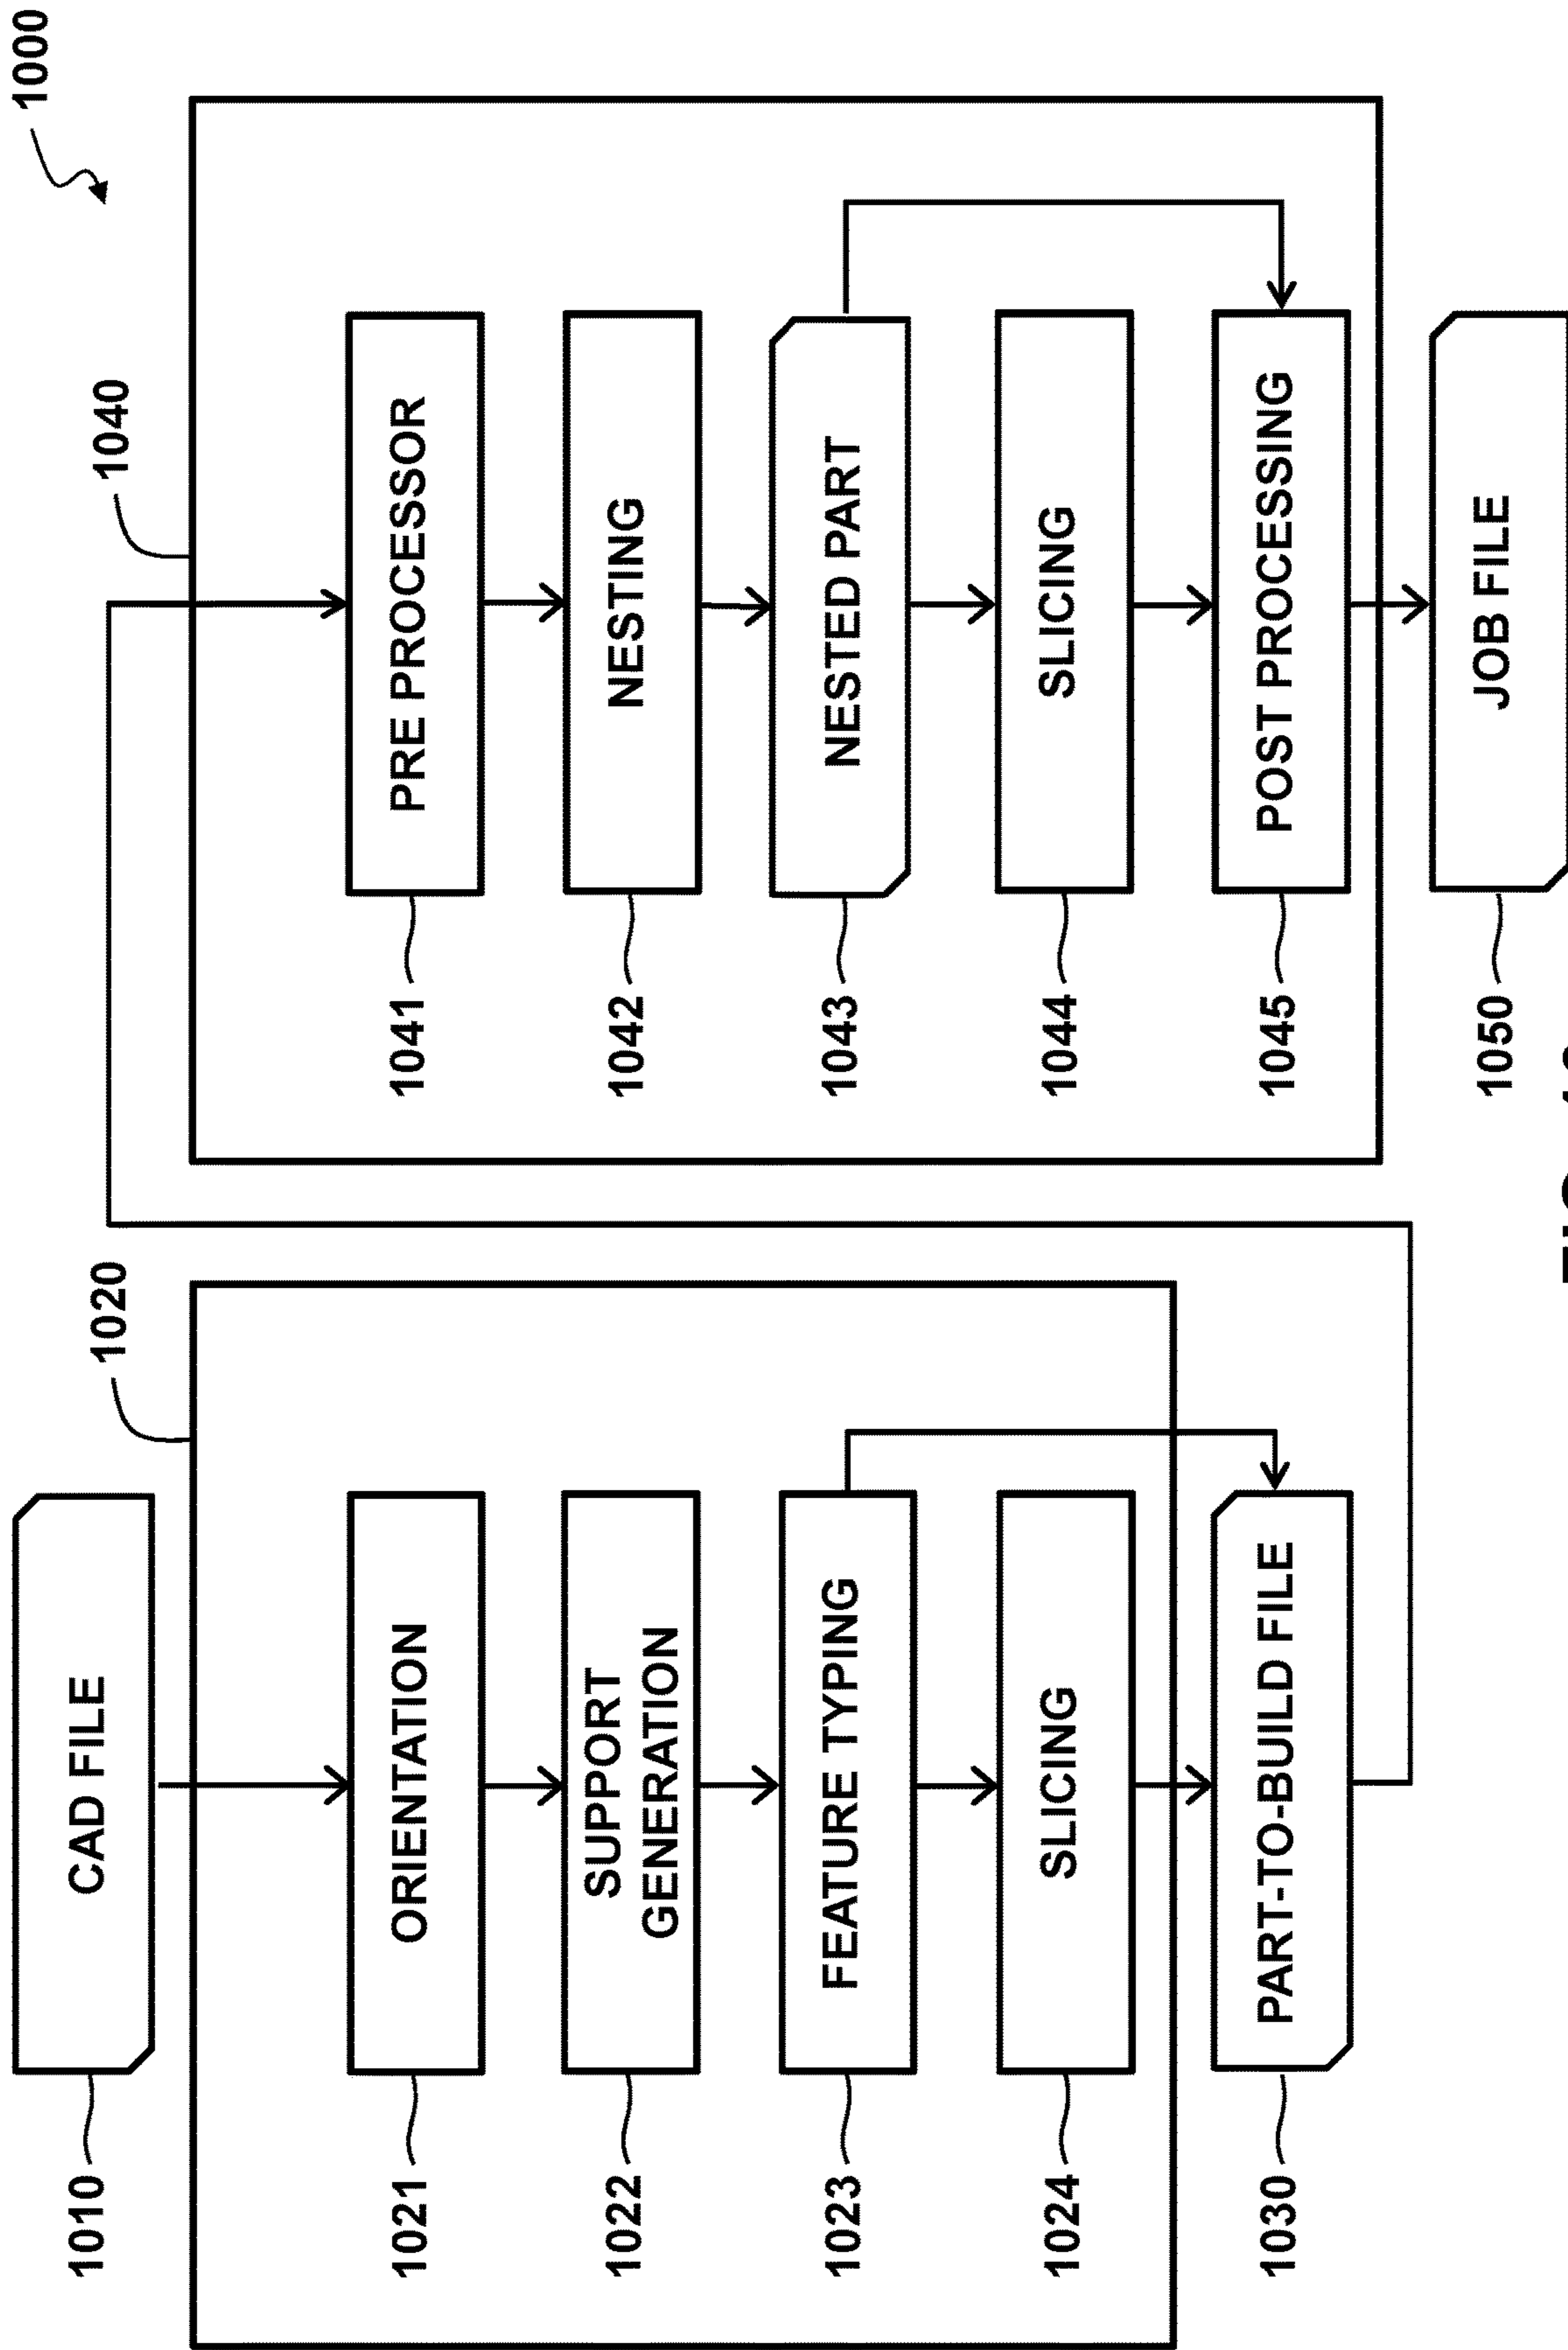 1000
1010
CAD FILE
1020
1021
ORIENTATION
1022
SUPPORT
GENERATION
1023
FEATURE TYPING
1024
SLICING
1030
PART-TO-BUILD FILE
1040
1041
PRE PROCESSOR
1042
NESTING
1043
NESTED PART
1044
SLICING
1045
POST PROCESSING
1050
JOB FILE